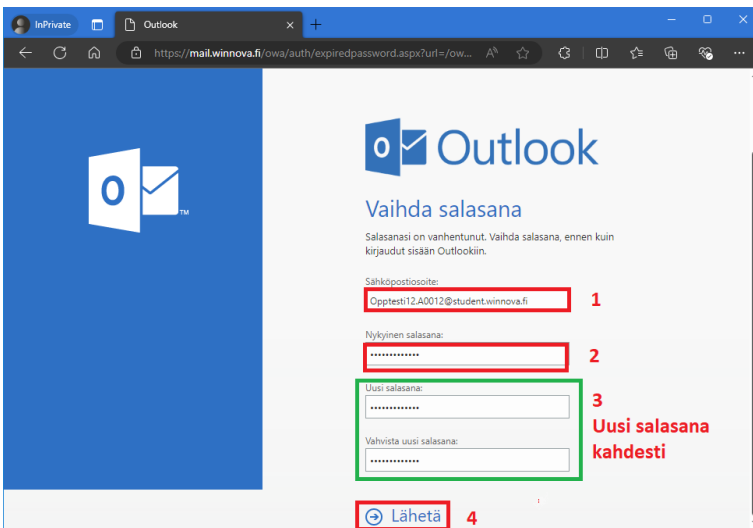 InPrivate
Outlook
https://mail.winnova.fi/owa/auth/expiredpassword.aspx?url=/ow...
O
TM
O Outlook
Vaihda salasana
Salasanasi on vanhentunut. Vaihda salasana, ennen kuin
kirjaudut sisään Outlookiin.
Sähköpostiosoite:
Opptesti12.A0012@student.winnova.fi
1
Nykyinen salasana:
•••••••••••••
2
Uusi salasana:
•••••••••••••
3
Uusi salasana
kahdesti
Vahvista uusi salasana:
•••••••••••••
Lähetä
4